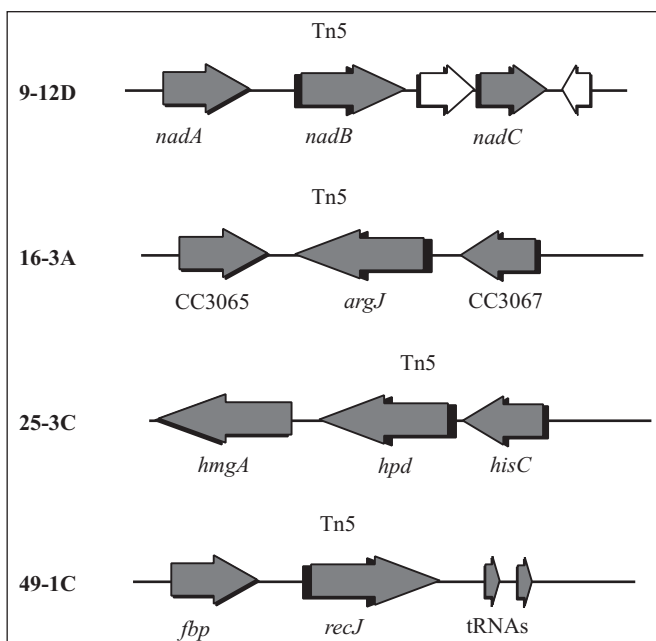 Tn5
9-12D
nadA nadB nadC
Tn5
16-3A
CC3065 argJ CC3067
Tn5
25-3C
hmgA hpd hisC
Tn5
49-1C
fbp recJ tRNAs